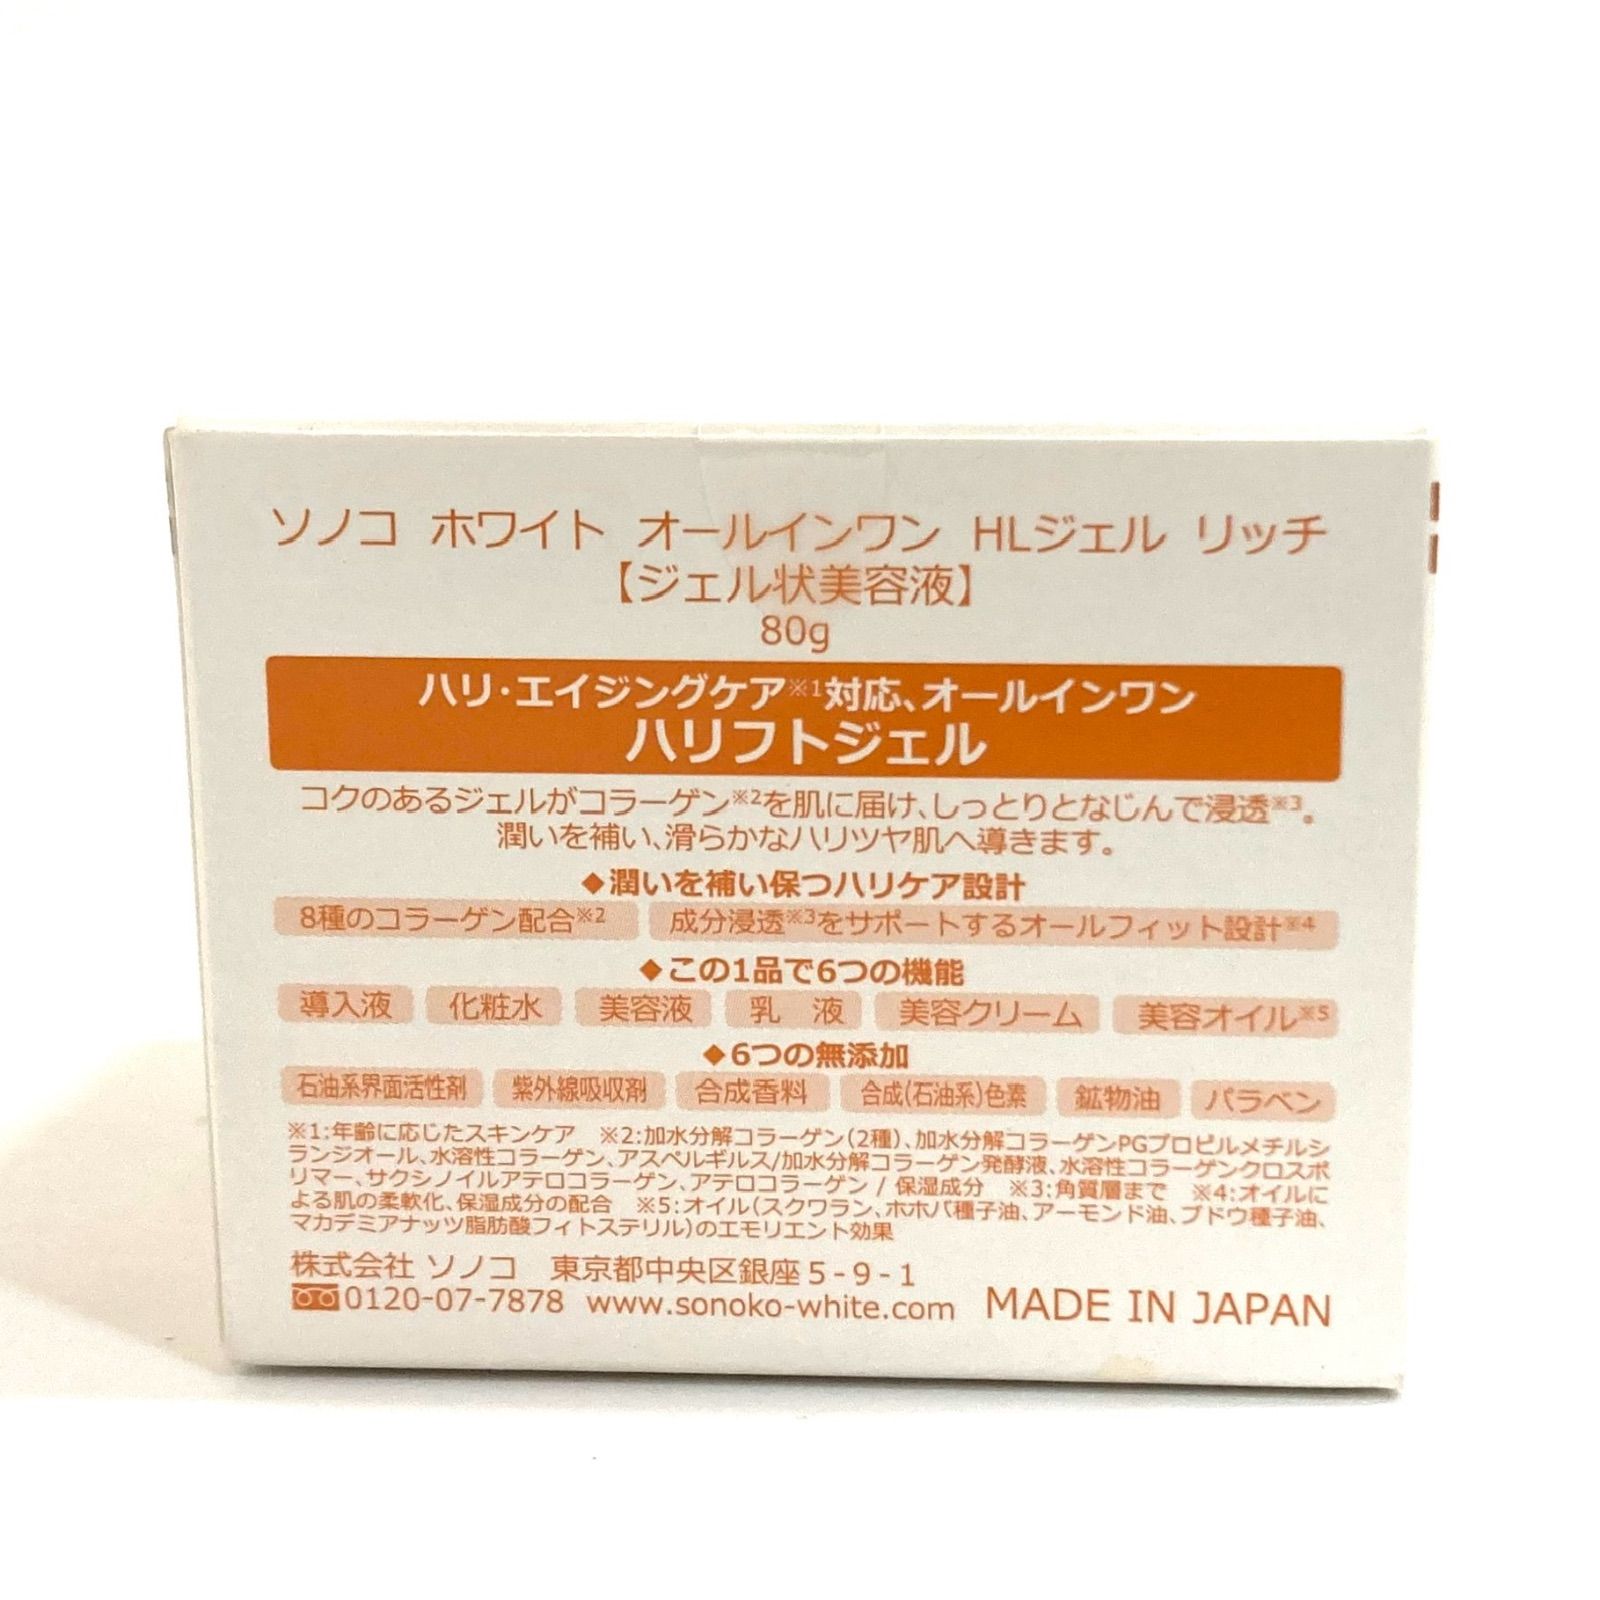 ソノコ ホワイト オールインワン HLジェル リッチ
【ジェル状美容液】
80g
ハリ・エイジングケア※1対応、オールインワン
ハリフトジェル
コクのあるジェルがコラーゲン※2を肌に届け、しっとりとなじんで浸透※3。
潤いを補い、滑らかなハリツヤ肌へ導きます。
◆潤いを補い保つハリケア設計
8種のコラーゲン配合※2 成分浸透※3をサポートするオールフィット設計※4
◆この1品で6つの機能
導入液 化粧水 美容液 乳 液 美容クリーム 美容オイル※5
◆6つの無添加
石油系界面活性剤 紫外線吸収剤 合成香料 合成(石油系)色素 鉱物油 パラベン
※1:年齢に応じたスキンケア ※2:加水分解コラーゲン(2種)、加水分解コラーゲンPGプロピルメチルシ
ランジオール、水溶性コラーゲン、アスペルギルス/加水分解コラーゲン発酵液、水溶性コラーゲンクロスポ
リマー、サクシノイルアテロコラーゲン、アテロコラーゲン / 保湿成分 ※3:角質層まで ※4:オイルに
よる肌の柔軟化、保湿成分の配合 ※5:オイル(スクワラン、ホホバ種子油、アーモンド油、ブドウ種子油、
マカデミアナッツ脂肪酸フィトステリル)のエモリエント効果
株式会社 ソノコ 東京都中央区銀座5-9-1
0120-07-7878 www.sonoko-white.com MADE IN JAPAN